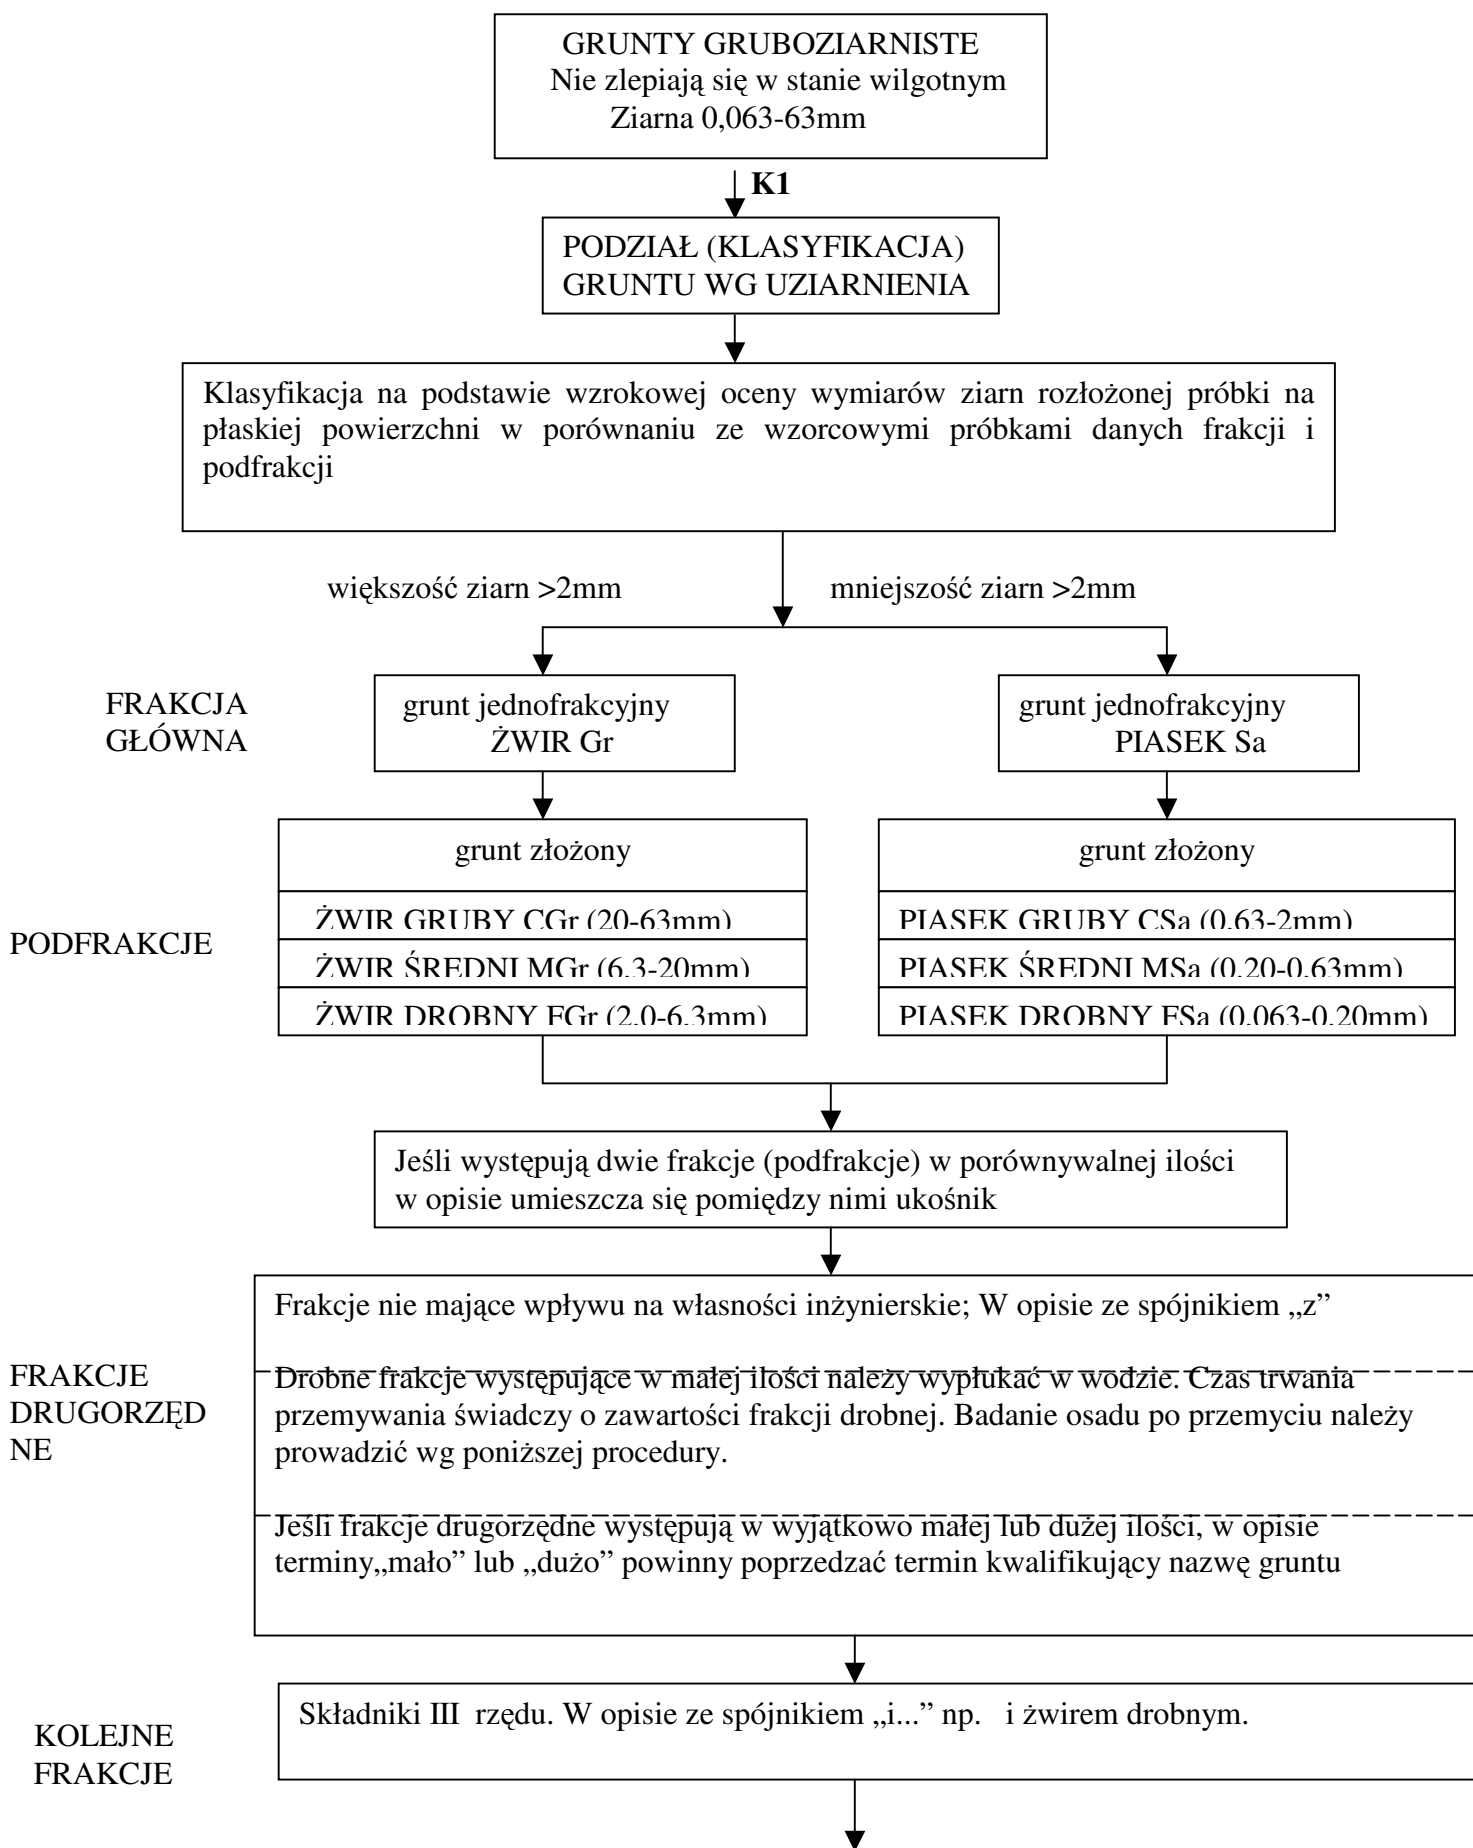 GRUNTY GRUBOZIARNISTE
Nie zlepiają się w stanie wilgotnym
Ziarna 0,063-63mm
K1
PODZIAŁ (KLASYFIKACJA)
GRUNTU WG UZIARNIENIA
Klasyfikacja na podstawie wzrokowej oceny wymiarów ziarn rozłożonej próbki na
płaskiej powierzchni w porównaniu ze wzorcowymi próbkami danych frakcji i
podfrakcji
większość ziarn >2mm
mniejszość ziarn >2mm
FRAKCJA
GŁÓWNA
grunt jednofrakcyjny
ŻWIR Gr
grunt jednofrakcyjny
PIASEK Sa
PODFRAKCJE
grunt złożony
ŻWIR GRUBY CGr (20-63mm)
ŻWIR ŚREDNI MGr (6.3-20mm)
ŻWIR DROBNY FGr (2.0-6.3mm)
grunt złożony
PIASEK GRUBY CSa (0.63-2mm)
PIASEK ŚREDNI MSa (0.20-0.63mm)
PIASEK DROBNY FSa (0.063-0.20mm)
Jeśli występują dwie frakcje (podfrakcje) w porównywalnej ilości
w opisie umieszcza się pomiędzy nimi ukośnik
FRAKCJE
DRUGORZĘD
NE
Frakcje nie mające wpływu na własności inżynierskie; W opisie ze spójnikiem „z”
Drobne frakcje występujące w małej ilości należy wypłukać w wodzie. Czas trwania
przemywania świadczy o zawartości frakcji drobnej. Badanie osadu po przemyciu należy
prowadzić wg poniższej procedury.
Jeśli frakcje drugorzędne występują w wyjątkowo małej lub dużej ilości, w opisie
terminy„mało” lub „dużo” powinny poprzedzać termin kwalifikujący nazwę gruntu
KOLEJNE
FRAKCJE
Składniki III rzędu. W opisie ze spójnikiem „i...” np. i żwirem drobnym.